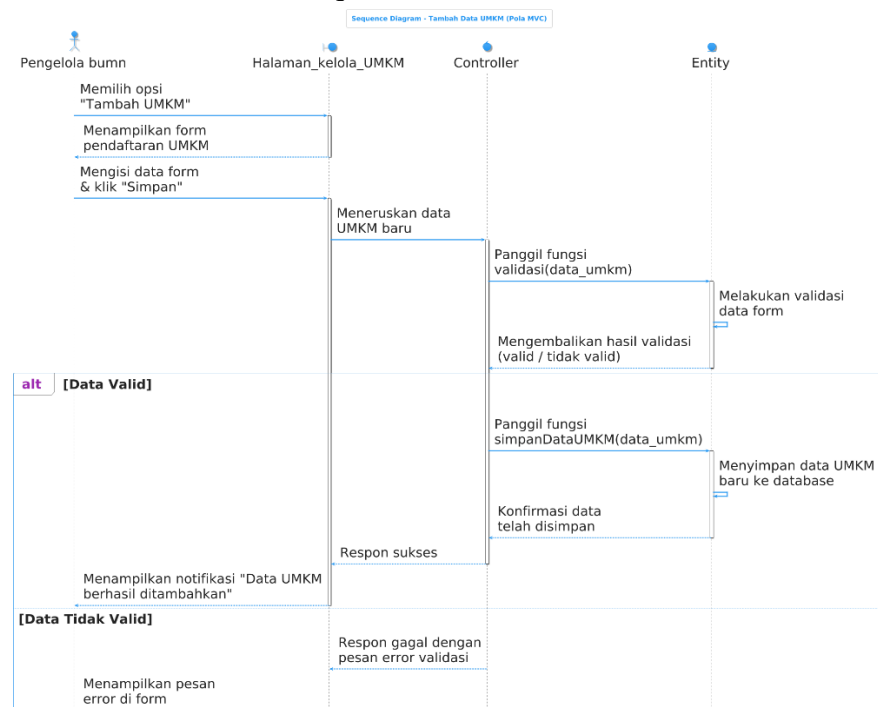 Sequence Diagram - Tambah Data UMKM (Pola MVC)
Pengelola bumn
Halaman_kelola_UMKM
Controller
Entity
Memilih opsi
"Tambah UMKM"
Menampilkan form
pendaftaran UMKM
Mengisi data form
& klik "Simpan"
Meneruskan data
UMKM baru
Panggil fungsi
validasi(data_umkm)
Melakukan validasi
data form
Mengembalikan hasil validasi
(valid / tidak valid)
alt [Data Valid]
Panggil fungsi
simpanDataUMKM(data_umkm)
Menyimpan data UMKM
baru ke database
Konfirmasi data
telah disimpan
Respon sukses
Menampilkan notifikasi "Data UMKM
berhasil ditambahkan"
[Data Tidak Valid]
Respon gagal dengan
pesan error validasi
Menampilkan pesan
error di form